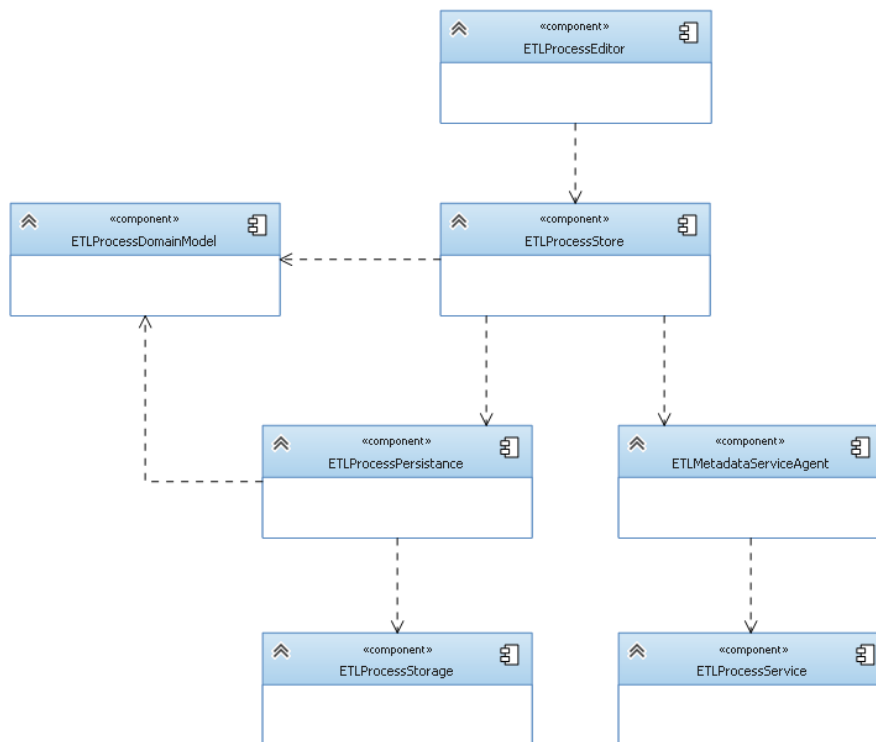 «component»
ETLProcessEditor
«component»
ETLProcessDomainModel
«component»
ETLProcessStore
«component»
ETLProcessPersistance
«component»
ETLMetadataServiceAgent
«component»
ETLProcessStorage
«component»
ETLProcessService